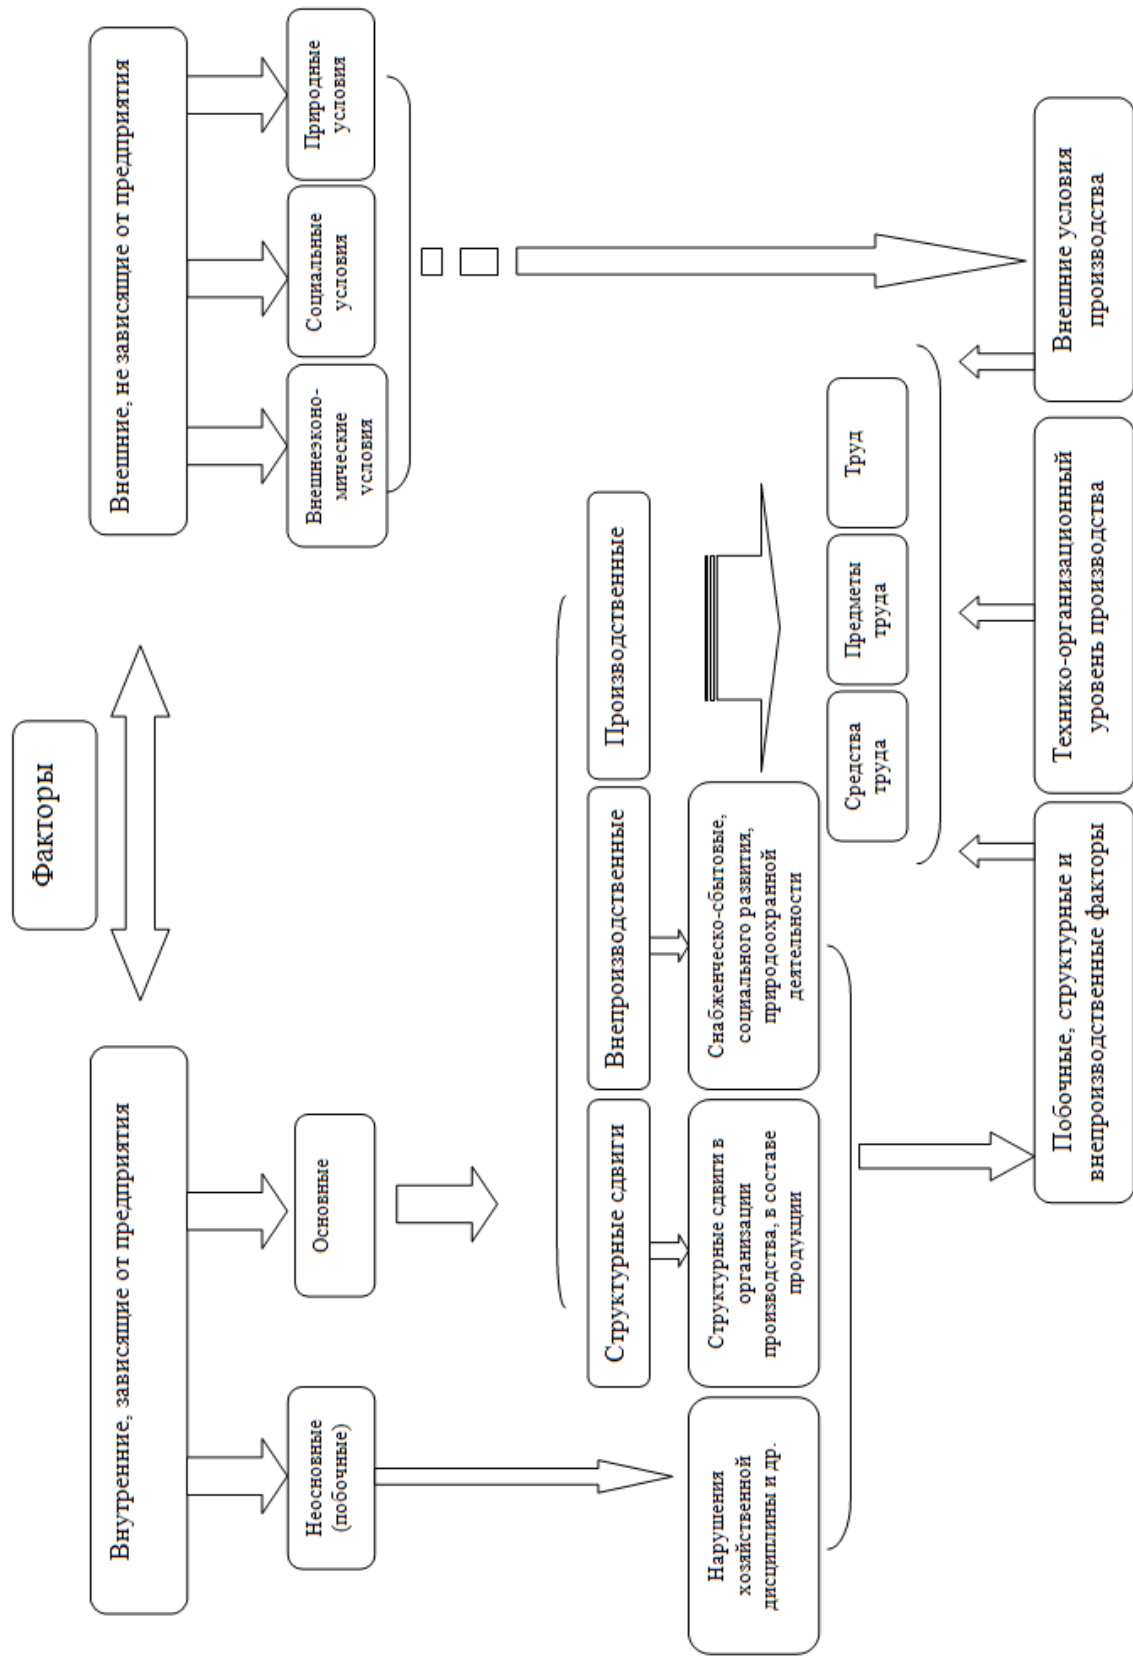 Факторы
Внутренние, зависящие от предприятия
Внешние, независящие от предприятия
Неосновные
(побочные)
Основные
Внешнеэконо-
мические
условия
Социальные
условия
Природные
условия
Структурные сдвиги
Внепроизводственные
Производственные
Нарушения
хозяйственной
дисциплины и др.
Структурные сдвиги в
организации
производства, в составе
продукции
Снабженческо-сбытовые,
социального развития,
природоохранной
деятельности
Средства
труда
Предметы
труда
Труд
Побочные, структурные и
внепроизводственные факторы
Технико-организационный
уровень производства
Внешние условия
производства